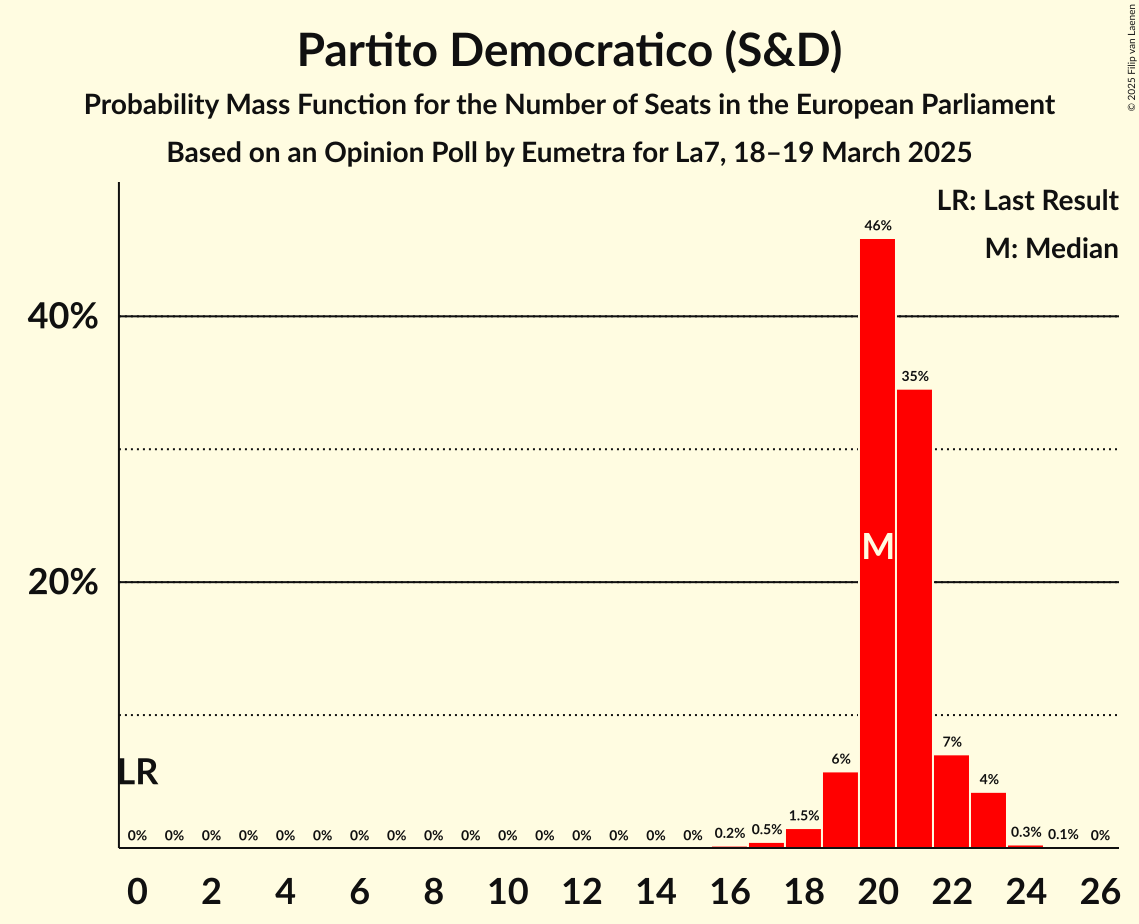 Partito Democratico (S&D)
Probability Mass Function for the Number of Seats in the European Parliament
Based on an Opinion Poll by Eumetra for La7, 18–19 March 2025
© 2025 Filip van Laenen
LR: Last Result
M: Median
46%
40%
35%
M
20%
7%
LR
6%
4%
0% 0% 0% 0% 0% 0% 0% 0% 0% 0% 0% 0% 0% 0% 0% 0% 0.2% 0.5% 1.5% 0.3% 0.1% 0%
0 2 4 6 8 10 12 14 16 18 20 22 24 26